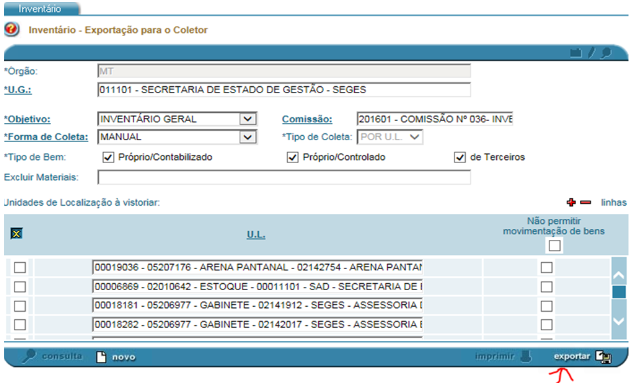 Inventário
Inventário - Exportação para o Coletor
*Orgão: MT
*U.G.: 011101 - SECRETARIA DE ESTADO DE GESTÃO - SEGES
*Objetivo: INVENTÁRIO GERAL Comissão: 201601 - COMISSÃO Nº 036- INVE
*Forma de Coleta: MANUAL *Tipo de Coleta: POR U.L.
*Tipo de Bem: Próprio/Contabilizado Próprio/Controlado de Terceiros
Excluir Materiais:
Unidades de Localização à vistoriar: linhas
U.L. Não permitir
movimentação de bens
00019036 - 05207176 - ARENA PANTANAL - 02142754 - ARENA PANTAN
00006869 - 02010642 - ESTOQUE - 00011101 - SAD - SECRETARIA DE E
00018181 - 05206977 - GABINETE - 02141912 - SEGES - ASSESSORIA D
00018282 - 05206977 - GABINETE - 02142017 - SEGES - ASSESSORIA E
consulta novo imprimir exportar